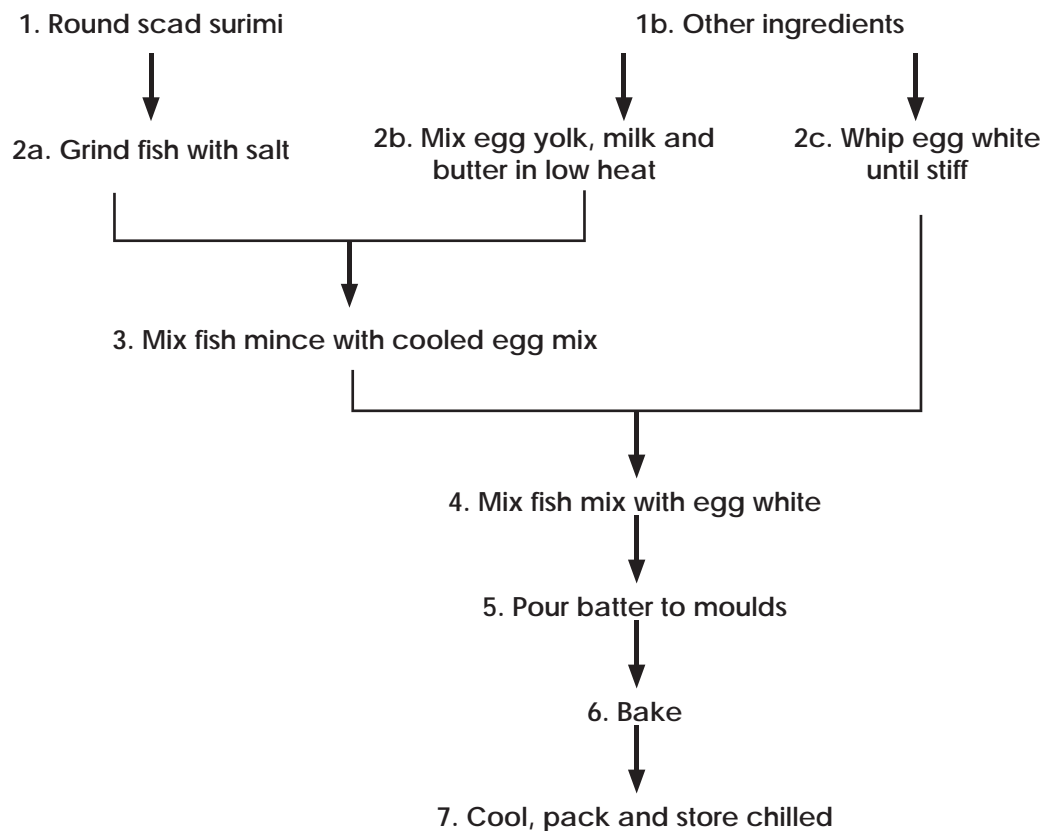 1. Round scad surimi
1b. Other ingredients
2a. Grind fish with salt
2b. Mix egg yolk, milk and
butter in low heat
2c. Whip egg white
until stiff
3. Mix fish mince with cooled egg mix
4. Mix fish mix with egg white
5. Pour batter to moulds
6. Bake
7. Cool, pack and store chilled